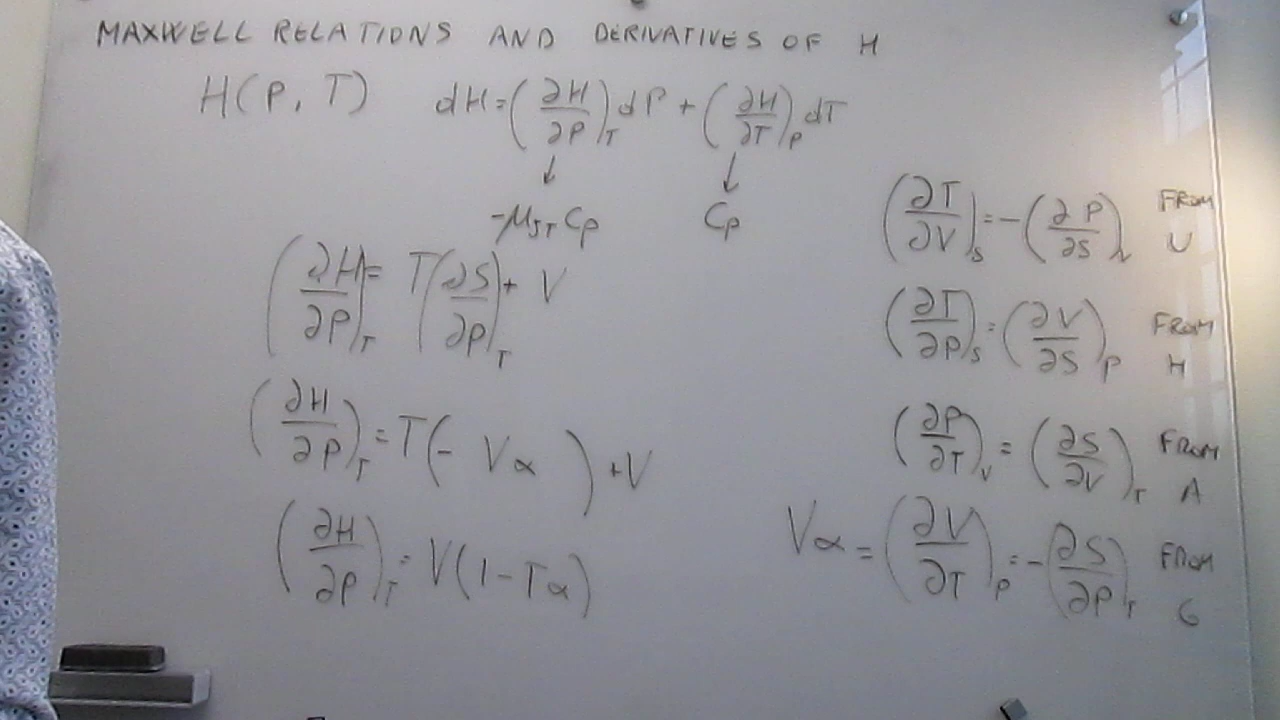 MAXWELL RELATIONS AND DERIVATIVES OF H
H(P, T) dH = (∂H/∂P)_T dP + (∂H/∂T)_P dT
↓ ↓
-μ_JT C_P C_P
(∂H/∂P)_T = T(∂S/∂P)_T + V
(∂H/∂P)_T = T(- Vα) + V
(∂H/∂P)_T = V(1 - Tα)
(∂T/∂V)_S = -(∂P/∂S)_V FROM U
(∂T/∂P)_S = (∂V/∂S)_P FROM H
(∂P/∂T)_V = (∂S/∂V)_T FROM A
Vα = (∂V/∂T)_P = -(∂S/∂P)_T FROM G